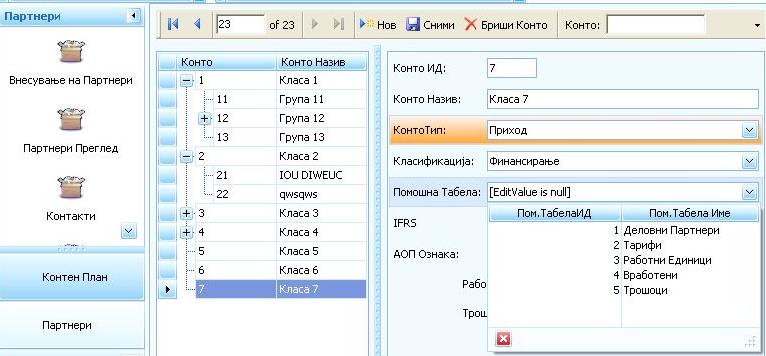 Партнери
23 of 23 Нов Сними Бриши Конто Конто:
Внесување на Партнери
Партнери Преглед
Контакти
Контен План
Партнери
Конто Конто Назив
1 Класа 1
11 Група 11
12 Група 12
13 Група 13
2 Класа 2
21 IOU DIWEUC
22 qwsqws
3 Класа 3
4 Класа 4
5 Класа 5
6 Класа 6
7 Класа 7
Конто ИД: 7
Конто Назив: Класа 7
КонтоТип: Приход
Класификација: Финансирање
Помошна Табела: [EditValue is null]
IFRS
АОП Ознака:
Рабо
Трош
Пом.ТабелаИД Пом.Табела Име
1 Деловни Партнери
2 Тарифи
3 Работни Единици
4 Вработени
5 Трошоци